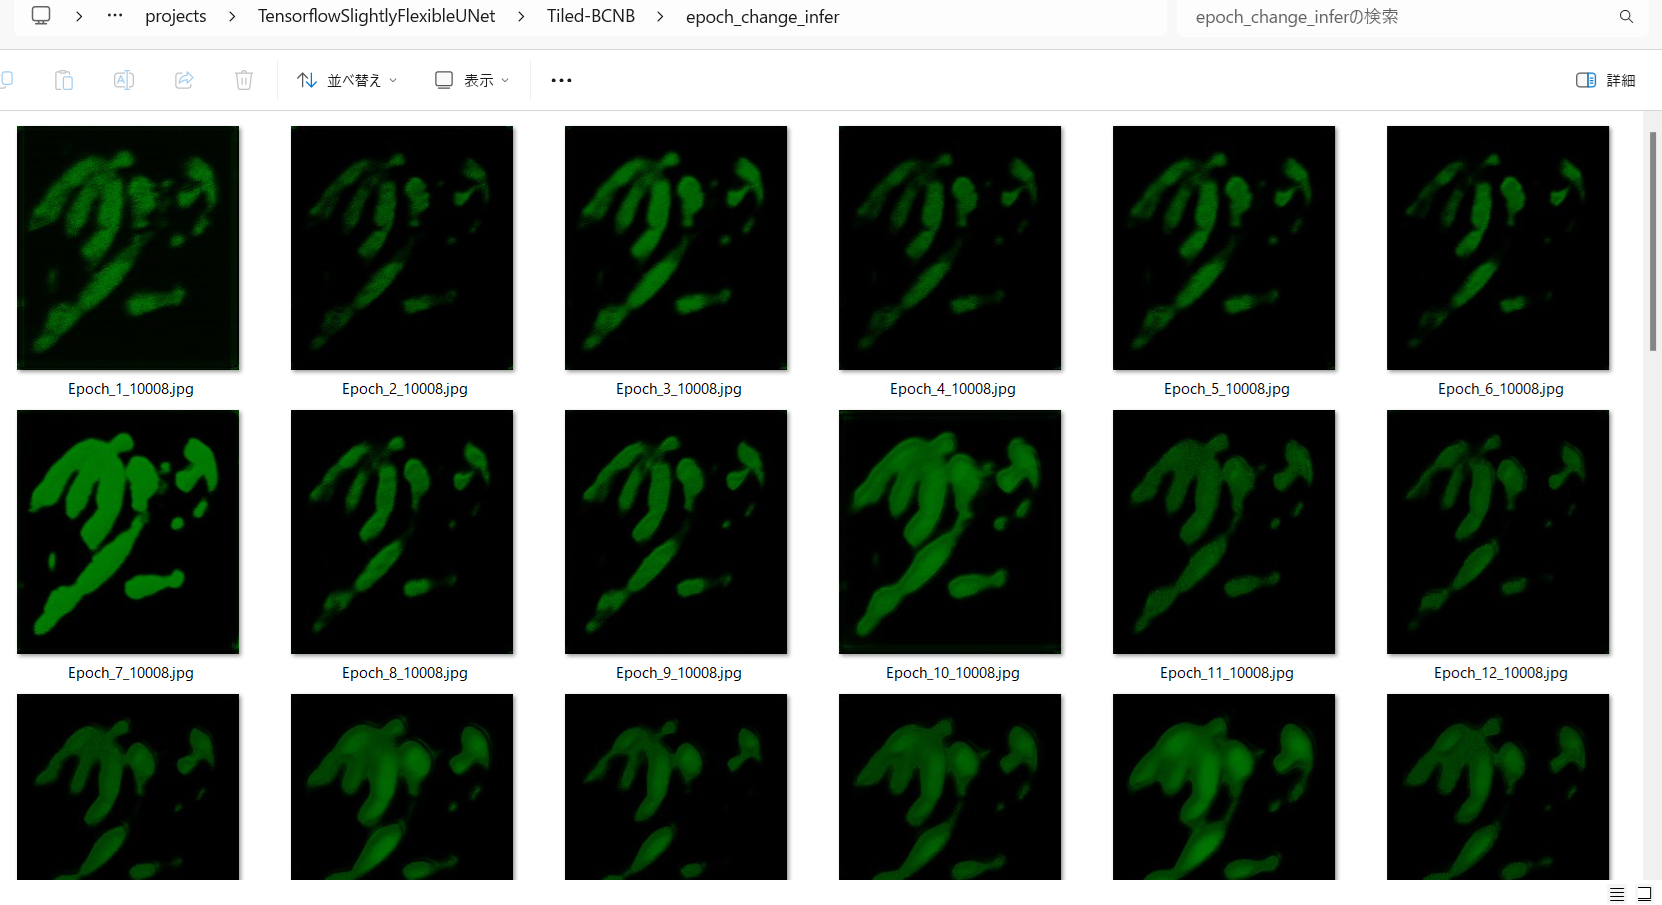 projects > TensorflowSlightlyFlexibleUNet > Tiled-BCNB > epoch_change_infer
epoch_change_inferの検索
並べ替え 表示 詳細
Epoch_1_10008.jpg Epoch_2_10008.jpg Epoch_3_10008.jpg Epoch_4_10008.jpg Epoch_5_10008.jpg Epoch_6_10008.jpg
Epoch_7_10008.jpg Epoch_8_10008.jpg Epoch_9_10008.jpg Epoch_10_10008.jpg Epoch_11_10008.jpg Epoch_12_10008.jpg